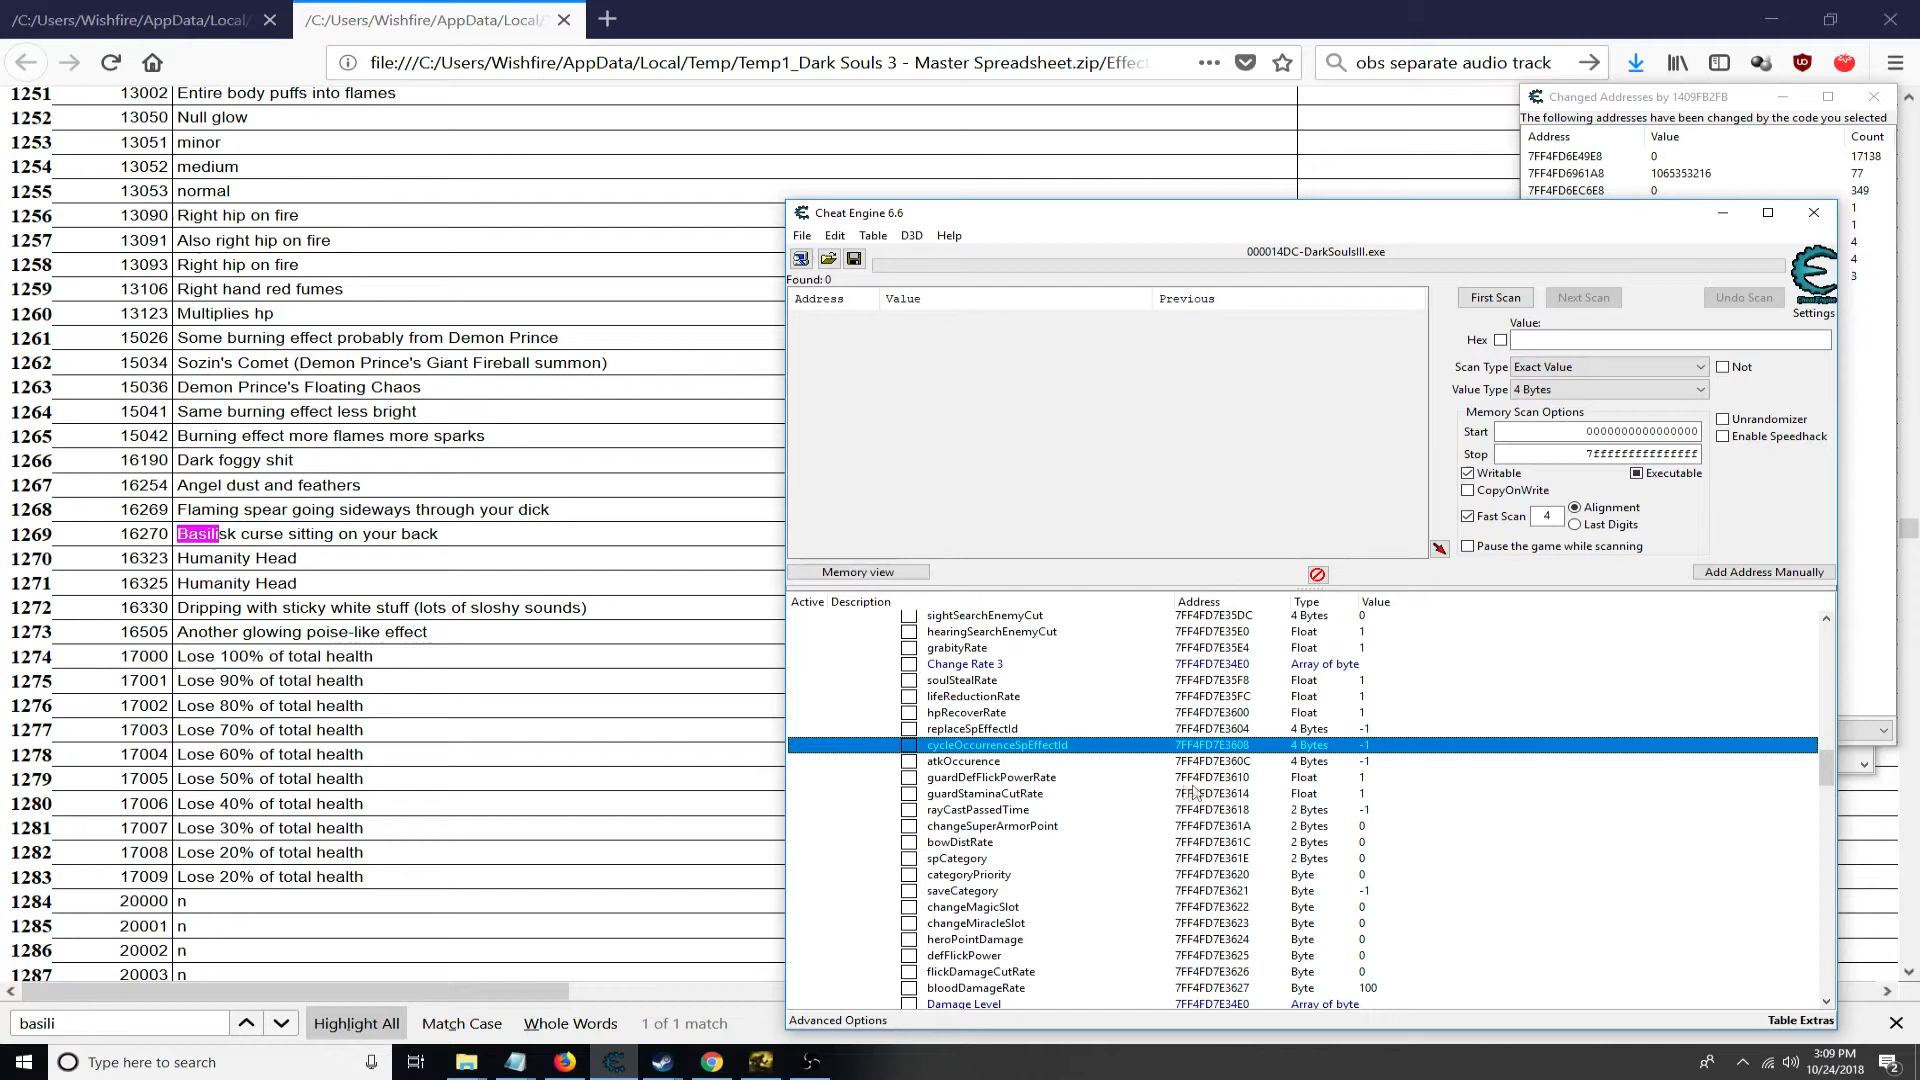 /C:/Users/Wishfire/AppData/Local/
/C:/Users/Wishfire/AppData/Local/
file:///C:/Users/Wishfire/AppData/Local/Temp/Temp1_Dark Souls 3 - Master Spreadsheet.zip/Effec
obs separate audio track
1251 13002 Entire body puffs into flames
1252 13050 Null glow
1253 13051 minor
1254 13052 medium
1255 13053 normal
1256 13090 Right hip on fire
1257 13091 Also right hip on fire
1258 13093 Right hip on fire
1259 13106 Right hand red fumes
1260 13123 Multiplies hp
1261 15026 Some burning effect probably from Demon Prince
1262 15034 Sozin's Comet (Demon Prince's Giant Fireball summon)
1263 15036 Demon Prince's Floating Chaos
1264 15041 Same burning effect less bright
1265 15042 Burning effect more flames more sparks
1266 16190 Dark foggy shit
1267 16254 Angel dust and feathers
1268 16269 Flaming spear going sideways through your dick
1269 16270 Basilisk curse sitting on your back
1270 16323 Humanity Head
1271 16325 Humanity Head
1272 16330 Dripping with sticky white stuff (lots of sloshy sounds)
1273 16505 Another glowing poise-like effect
1274 17000 Lose 100% of total health
1275 17001 Lose 90% of total health
1276 17002 Lose 80% of total health
1277 17003 Lose 70% of total health
1278 17004 Lose 60% of total health
1279 17005 Lose 50% of total health
1280 17006 Lose 40% of total health
1281 17007 Lose 30% of total health
1282 17008 Lose 20% of total health
1283 17009 Lose 20% of total health
1284 20000 n
1285 20001 n
1286 20002 n
1287 20003 n
Changed Addresses by 1409FB2FB
The following addresses have been changed by the code you selected
Address Value Count
7FF4FD6E49E8 0 17138
7FF4FD6961A8 1065353216 77
7FF4FD6EC6E8 0 349
1
1
4
4
3
Cheat Engine 6.6
File Edit Table D3D Help
000014DC-DarkSoulsIII.exe
Found: 0
Address Value Previous
First Scan Next Scan Undo Scan
Settings
Value:
Hex
Scan Type Exact Value Not
Value Type 4 Bytes
Memory Scan Options
Start 0000000000000000
Stop 7fffffffffffffff
Unrandomizer
Enable Speedhack
Writable Executable
CopyOnWrite
Fast Scan 4 Alignment
Last Digits
Pause the game while scanning
Memory view Add Address Manually
Active Description Address Type Value
sightSearchEnemyCut 7FF4FD7E35DC 4 Bytes 0
hearingSearchEnemyCut 7FF4FD7E35E0 Float 1
grabityRate 7FF4FD7E35E4 Float 1
Change Rate 3 7FF4FD7E34E0 Array of byte
soulStealRate 7FF4FD7E35F8 Float 1
lifeReductionRate 7FF4FD7E35FC Float 1
hpRecoverRate 7FF4FD7E3600 Float 1
replaceSpEffectId 7FF4FD7E3604 4 Bytes -1
cycleOccurrenceSpEffectId 7FF4FD7E3608 4 Bytes -1
atkOccurence 7FF4FD7E360C 4 Bytes -1
guardDefFlickPowerRate 7FF4FD7E3610 Float 1
guardStaminaCutRate 7FF4FD7E3614 Float 1
rayCastPassedTime 7FF4FD7E3618 2 Bytes -1
changeSuperArmorPoint 7FF4FD7E361A 2 Bytes 0
bowDistRate 7FF4FD7E361C 2 Bytes 0
spCategory 7FF4FD7E361E 2 Bytes 0
categoryPriority 7FF4FD7E3620 Byte 0
saveCategory 7FF4FD7E3621 Byte -1
changeMagicSlot 7FF4FD7E3622 Byte 0
changeMiracleSlot 7FF4FD7E3623 Byte 0
heroPointDamage 7FF4FD7E3624 Byte 0
defFlickPower 7FF4FD7E3625 Byte 0
flickDamageCutRate 7FF4FD7E3626 Byte 0
bloodDamageRate 7FF4FD7E3627 Byte 100
Damage Level 7FF4FD7E34E0 Array of byte
Advanced Options Table Extras
basili Highlight All Match Case Whole Words 1 of 1 match
Type here to search
3:09 PM
10/24/2018
2